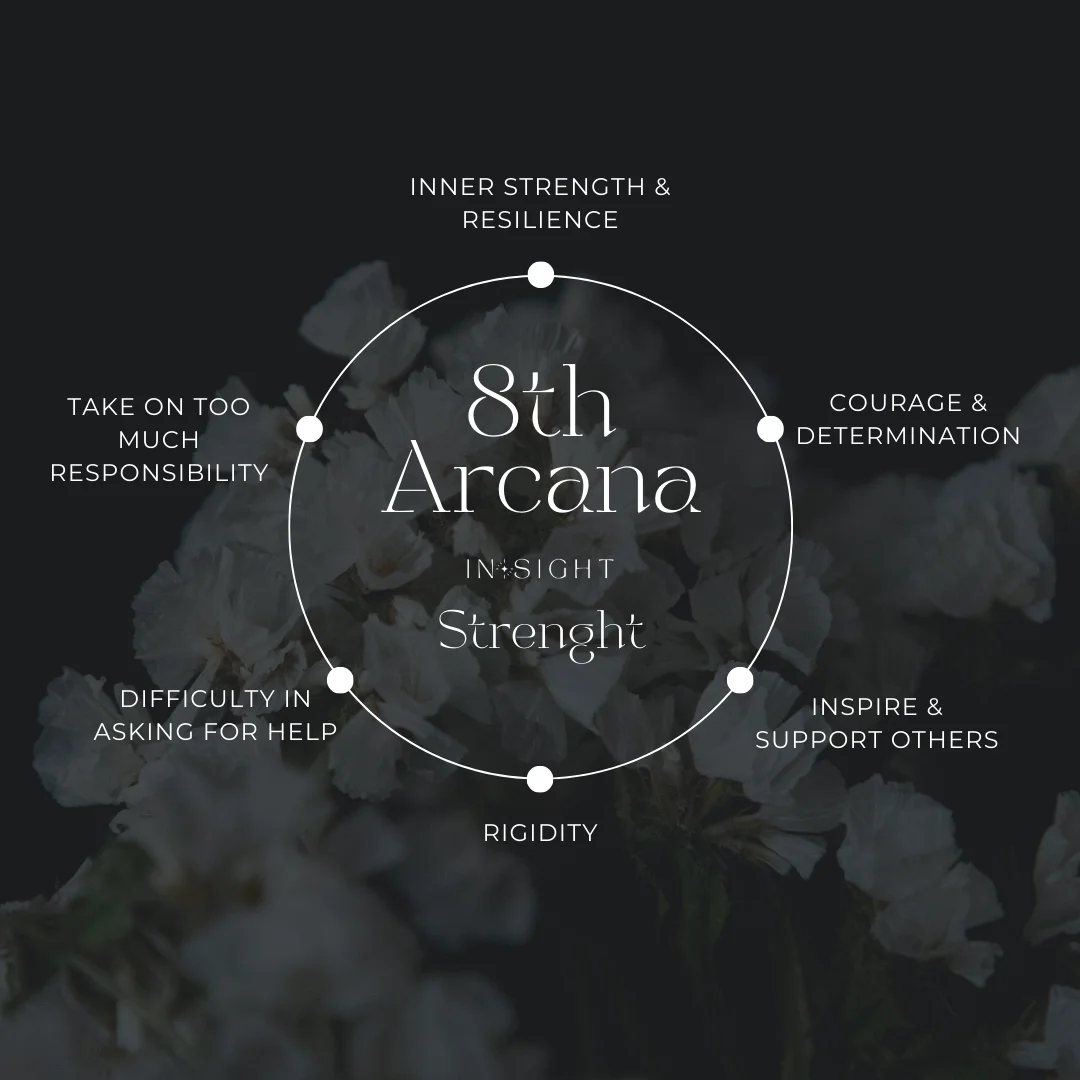 INNER STRENGTH &
RESILIENCE
COURAGE &
DETERMINATION
INSPIRE &
SUPPORT OTHERS
RIGIDITY
DIFFICULTY IN
ASKING FOR HELP
TAKE ON TOO
MUCH
RESPONSIBILITY
8th
Arcana
IN SIGHT
Strenght